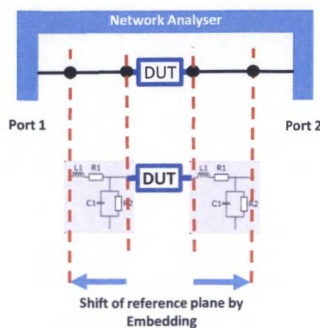 Network Analyser
DUT
Port 1
Port 2
L1 R1
C1 R2
DUT
L1 R1
C1 R2
Shift of reference plane by
Embedding